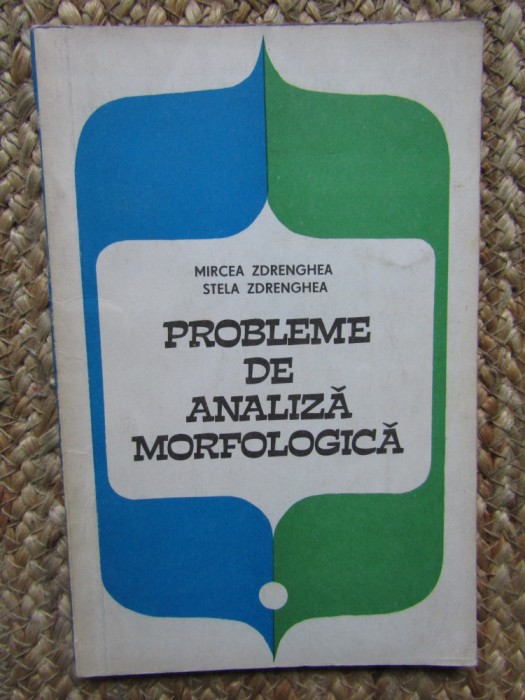 MIRCEA ZDRENGHEA
STELA ZDRENGHEA
PROBLEME
DE
ANALIZĂ
MORFOLOGICĂ